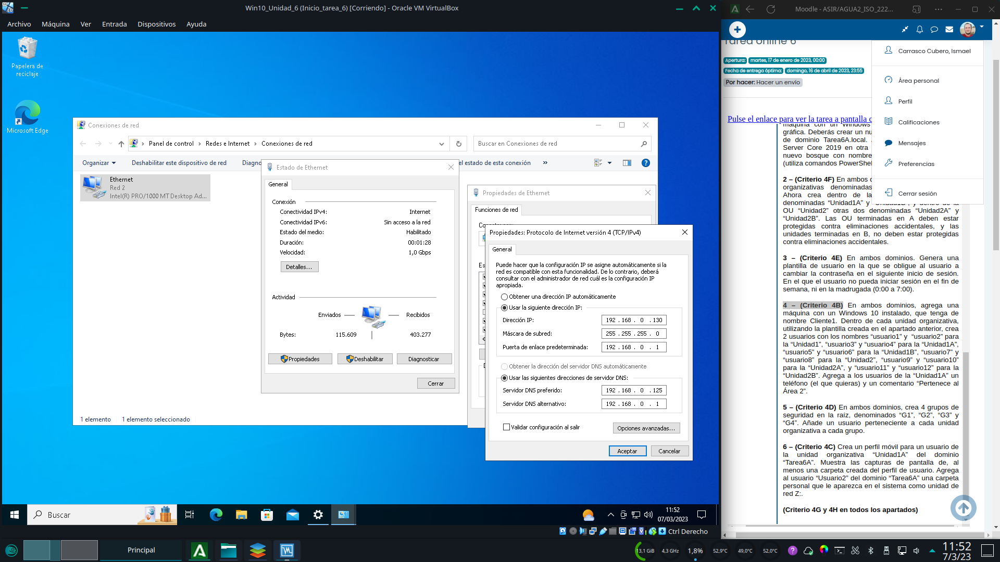 Win10_Unidad_6 (Inicio_tarea_6) [Corriendo] - Oracle VM VirtualBox
Archivo Máquina Ver Entrada Dispositivos Ayuda
Papelera de
reciclaje
Microsoft Edge
Conexiones de red
Panel de control > Redes e Internet > Conexiones de red
Buscar en Conexiones de red
Organizar Deshabilitar este dispositivo de red Diagn el estado de esta conexión »
Ethernet
Red 2
Intel(R) PRO/1000 MT Desktop Ad...
1 elemento 1 elemento seleccionado
Estado de Ethernet
General
Conexión
Conectividad IPv4: Internet
Conectividad IPv6: Sin acceso a la red
Estado del medio: Habilitado
Duración: 00:01:28
Velocidad: 1,0 Gbps
Detalles...
Actividad
Enviados Recibidos
Bytes: 115.609 403.277
Propiedades Deshabilitar Diagnosticar
Cerrar
Propiedades de Ethernet
Funciones de red
Propiedades: Protocolo de Internet versión 4 (TCP/IPv4)
General
Puede hacer que la configuración IP se asigne automáticamente si la
red es compatible con esta funcionalidad. De lo contrario, deberá
consultar con el administrador de red cuál es la configuración IP
apropiada.
Obtener una dirección IP automáticamente
Usar la siguiente dirección IP:
Dirección IP: 192 . 168 . 0 . 130
Máscara de subred: 255 . 255 . 255 . 0
Puerta de enlace predeterminada: 192 . 168 . 0 . 1
Obtener la dirección del servidor DNS automáticamente
Usar las siguientes direcciones de servidor DNS:
Servidor DNS preferido: 192 . 168 . 0 . 125
Servidor DNS alternativo: 192 . 168 . 0 . 1
Validar configuración al salir
Opciones avanzadas...
Aceptar Cancelar
Buscar
11:52
07/03/2023
Ctrl Derecho
Principal
13,1 GiB 4,3 GHz 1,8% 52,9°C 49,0°C 52,0°C
11:52
7/3/23
Moodle - ASIR/AGUA2_ISO_222...
Tarea online 6
Apertura: martes, 17 de enero de 2023, 00:00
Fecha de entrega óptima: domingo, 16 de abril de 2023, 23:55
Por hacer: Hacer un envío
Carrasco Cubero, Ismael
Área personal
Perfil
Calificaciones
Mensajes
Preferencias
Cerrar sesión
Pulse el enlace para ver la tarea a pantalla c
máquina con un Windows
gráfica. Deberás crear un nu
de dominio Tarea6A.local.
Server Core 2019 en otra
nuevo bosque con nombre
(utiliza comandos PowerShel
2 – (Criterio 4F) En ambos
organizativas denominadas
Ahora crea dentro de la
denominadas “Unidad1A” y “Unidad1B”, y dentro de la
OU “Unidad2” otras dos denominadas “Unidad2A” y
“Unidad2B”. Las OU terminadas en A deben estar
protegidas contra eliminaciones accidentales, y las
unidades terminadas en B, no deben estar protegidas
contra eliminaciones accidentales.
3 – (Criterio 4E) En ambos dominios. Genera una
plantilla de usuario en la que se obligue al usuario a
cambiar la contraseña en el siguiente inicio de sesión.
En el que el usuario no pueda iniciar sesión en el fin de
semana, ni en la madrugada (0:00 a 7:00).
4 – (Criterio 4B) En ambos dominios, agrega una
máquina con un Windows 10 instalado, que tenga de
nombre Cliente1. Dentro de cada unidad organizativa,
utilizando la plantilla creada en el apartado anterior, crea
2 usuarios con los nombres “usuario1” y “usuario2” para
la “Unidad1”, “usuario3” y “usuario4” para la “Unidad1A”,
“usuario5” y “usuario6” para la “Unidad1B”, “usuario7” y
“usuario8” para la “Unidad2”, “usuario9” y “usuario10”
para la “Unidad2A”, y “usuario11” y “usuario12” para la
“Unidad2B”. Agrega a los usuarios de la “Unidad1A” un
teléfono (el que quieras) y un comentario “Pertenece al
Área 2”.
5 – (Criterio 4D) En ambos dominios, crea 4 grupos de
seguridad en la raíz, denominados “G1”, “G2”, “G3” y
“G4”. Añade un usuario perteneciente a cada unidad
organizativa a cada grupo.
6 – (Criterio 4C) Crea un perfil móvil para un usuario de
la unidad organizativa “Unidad1A” del dominio
“Tarea6A”. Muestra las capturas de pantalla de, al
menos una carpeta creada del perfil de usuario. Agrega
al usuario “Usuario2” del dominio “Tarea6A” una carpeta
personal que le aparezca en el sistema como unidad de
red Z:.
(Criterio 4G y 4H en todos los apartados)